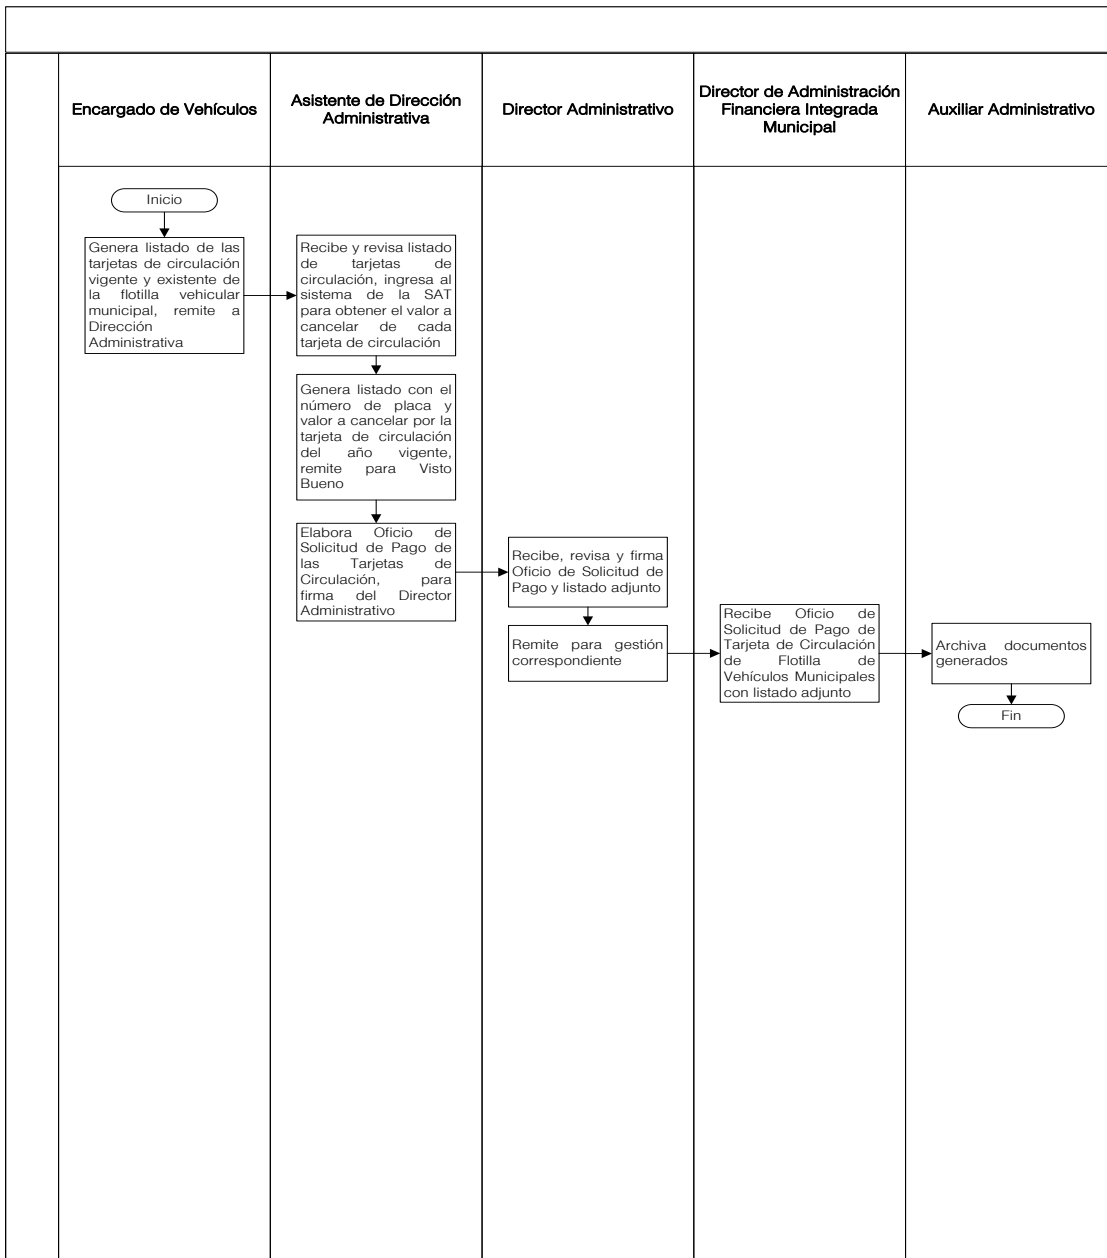 Encargado de Vehículos
Asistente de Dirección
Administrativa
Director Administrativo
Director de Administración
Financiera Integrada
Municipal
Auxiliar Administrativo
Inicio
Genera listado de las
tarjetas de circulación
vigente y existente de
la flotilla vehicular
municipal, remite a
Dirección
Administrativa
Recibe y revisa listado
de tarjetas de
circulación, ingresa al
sistema de la SAT
para obtener el valor a
cancelar de cada
tarjeta de circulación
Genera listado con el
número de placa y
valor a cancelar por la
tarjeta de circulación
del año vigente,
remite para Visto
Bueno
Elabora Oficio de
Solicitud de Pago de
las Tarjetas de
Circulación, para
firma del Director
Administrativo
Recibe, revisa y firma
Oficio de Solicitud de
Pago y listado adjunto
Remite para gestión
correspondiente
Recibe Oficio de
Solicitud de Pago de
Tarjeta de Circulación
de Flotilla de
Vehículos Municipales
con listado adjunto
Archiva documentos
generados
Fin